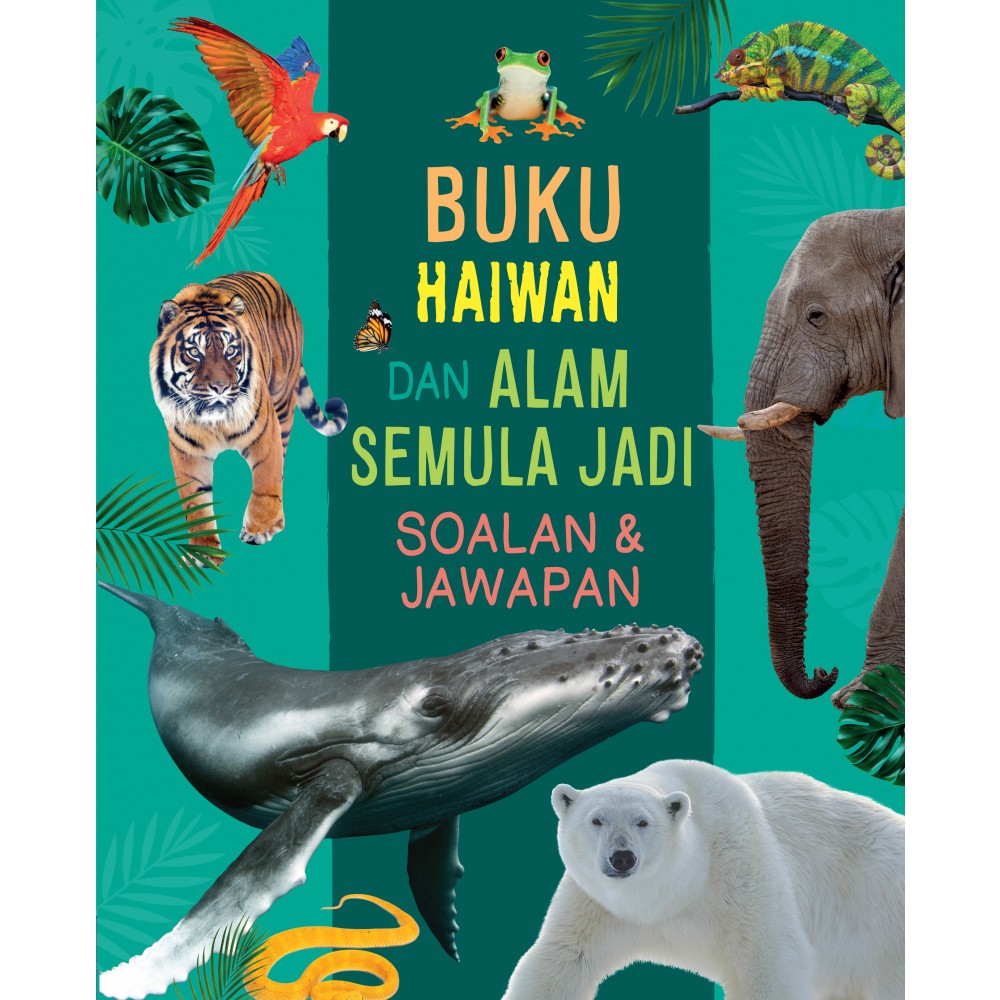 BUKU
HAIWAN
DAN ALAM
SEMULA JADI
SOALAN &
JAWAPAN